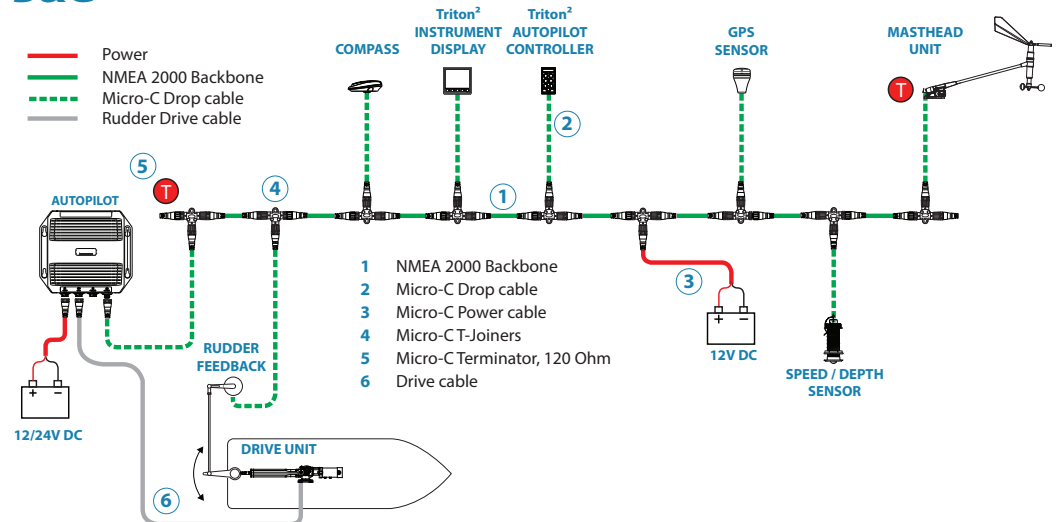 Power
NMEA 2000 Backbone
Micro-C Drop cable
Rudder Drive cable
COMPASS
Triton²
INSTRUMENT
DISPLAY
Triton²
AUTOPILOT
CONTROLLER
GPS
SENSOR
MASTHEAD
UNIT
T
2
5
T
4
1
AUTOPILOT
3
1 NMEA 2000 Backbone
2 Micro-C Drop cable
3 Micro-C Power cable
4 Micro-C T-Joiners
5 Micro-C Terminator, 120 Ohm
6 Drive cable
+ −
12V DC
SPEED / DEPTH
SENSOR
RUDDER
FEEDBACK
+ −
12/24V DC
DRIVE UNIT
6